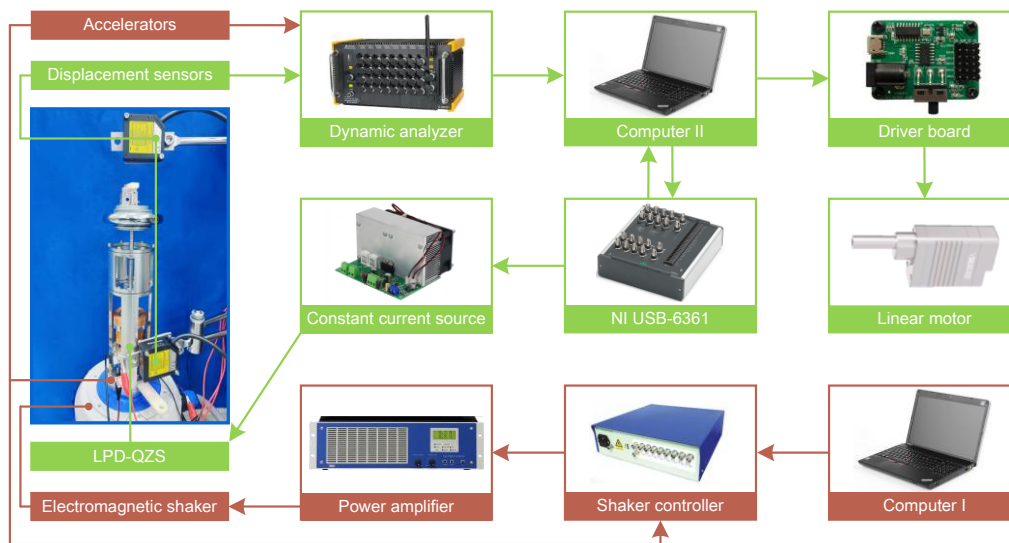 Accelerators
Displacement sensors
Dynamic analyzer
Computer II
Driver board
Constant current source
NI USB-6361
Linear motor
LPD-QZS
Electromagnetic shaker
Power amplifier
Shaker controller
Computer I